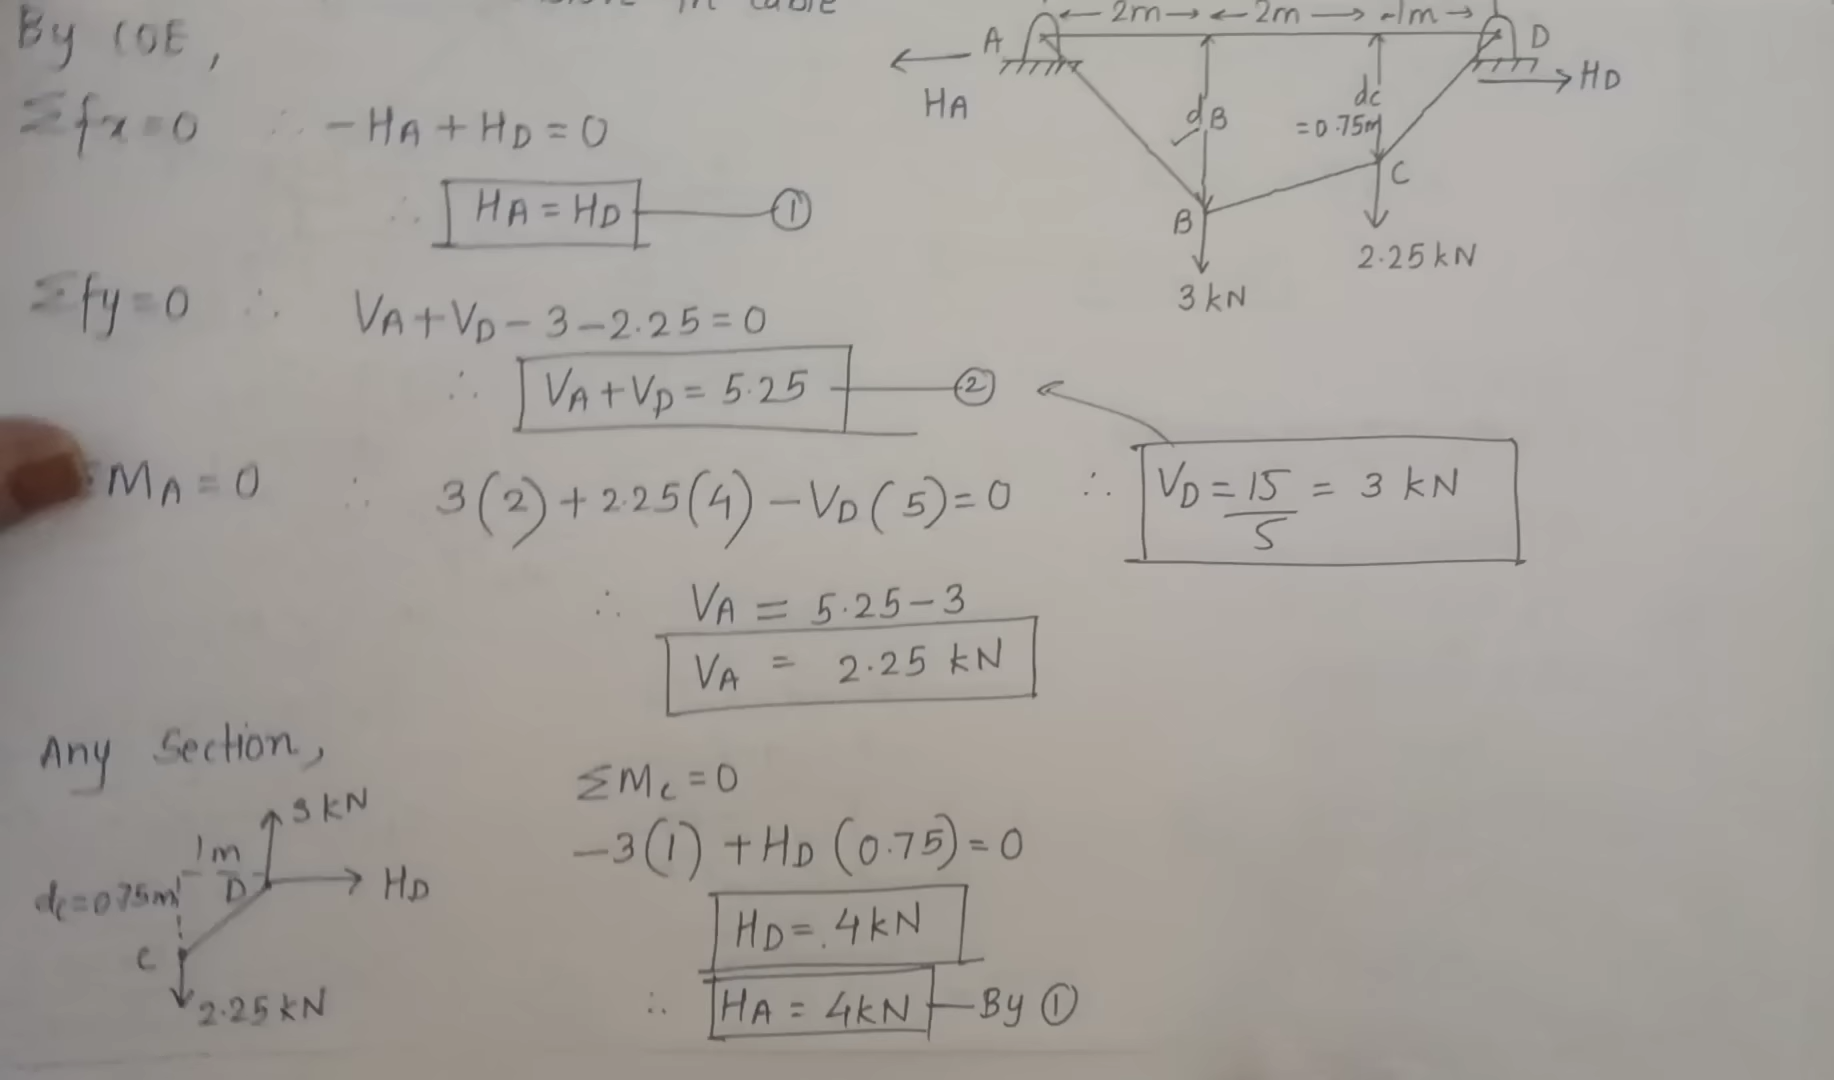 in cable
By COE,
Σfx=0 ∴ -HA + HD = 0
∴ HA = HD ①
Σfy=0 ∴ VA + VD - 3 - 2.25 = 0
∴ VA + VD = 5.25 ②
MA = 0 ∴ 3(2) + 2.25(4) - VD(5) = 0 ∴ VD = 15/5 = 3 kN
∴ VA = 5.25 - 3
VA = 2.25 kN
A 2m 2m 1m D
HA HD
dB dc
= 0.75m
B C
3 kN 2.25 kN
Any Section,
3 kN
1m
dc=0.75m D HD
C
2.25 kN
ΣMc = 0
-3(1) + HD (0.75) = 0
HD = 4kN
∴ HA = 4kN By ①